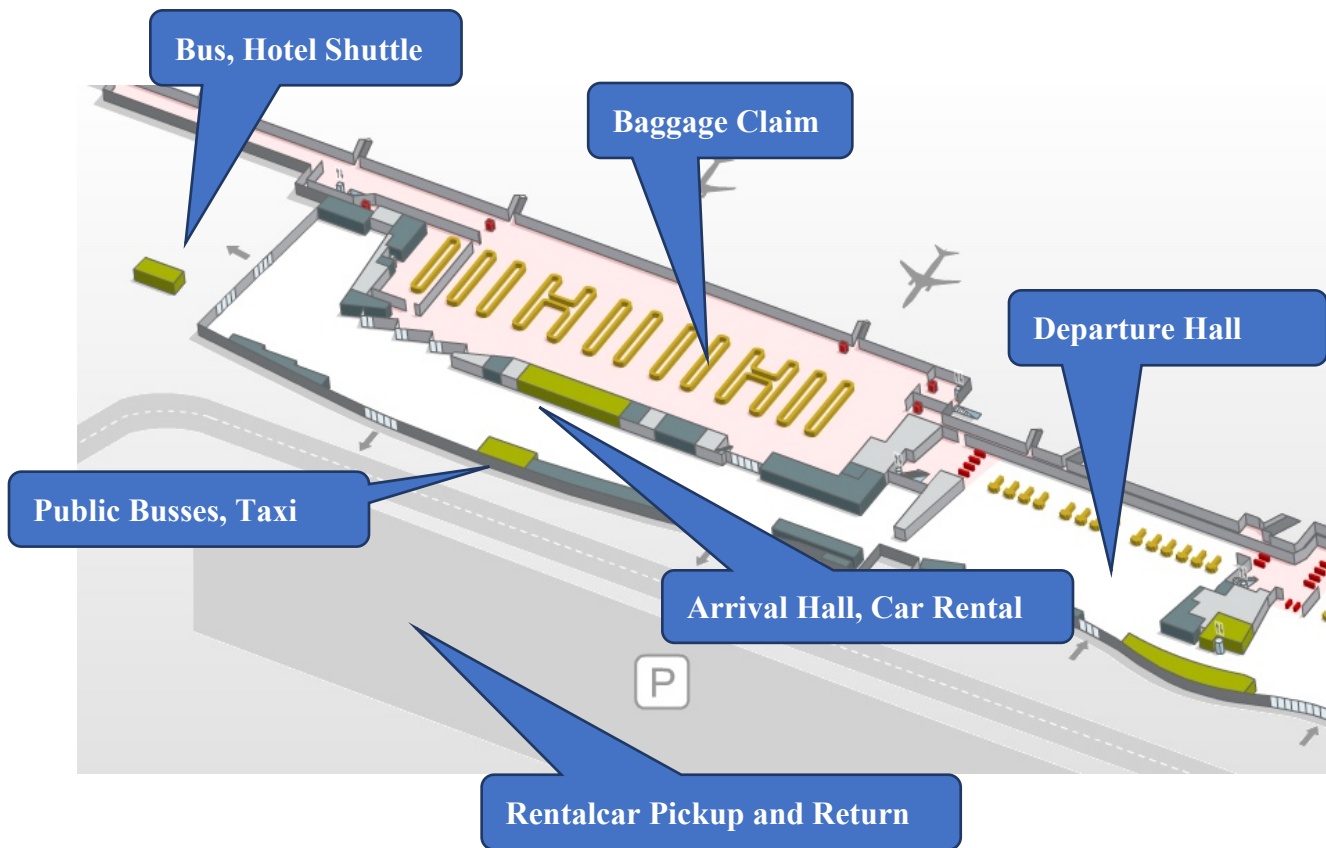 Bus, Hotel Shuttle
Baggage Claim
Departure Hall
Public Busses, Taxi
Arrival Hall, Car Rental
P
Rentalcar Pickup and Return